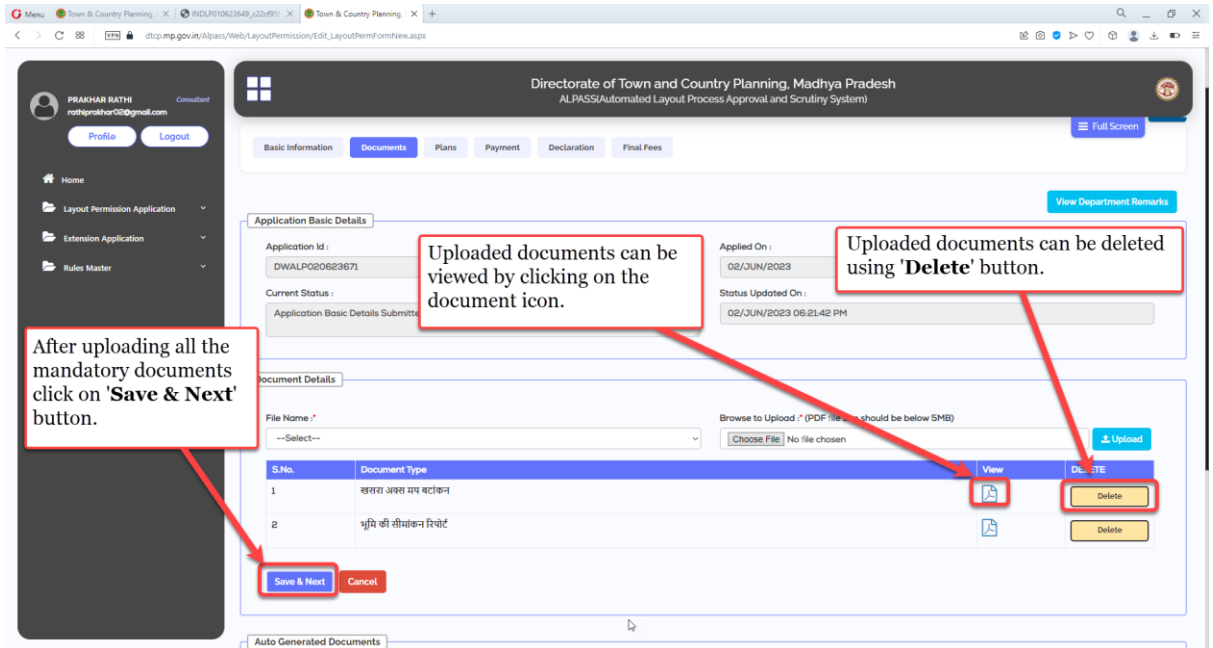 Menu
Town & Country Planning,
INDLP010623649_c22cf95
Town & Country Planning,
VPN
dtcp.mp.gov.in/Alpass/Web/LayoutPermission/Edit_LayoutPermFormNew.aspx
PRAKHAR RATHI Consultant
rathiprakhar02@gmail.com
Profile Logout
Home
Layout Permission Application
Extension Application
Rules Master
Directorate of Town and Country Planning, Madhya Pradesh
ALPASS(Automated Layout Process Approval and Scrutiny System)
Full Screen
Basic Information Documents Plans Payment Declaration Final Fees
View Department Remarks
Application Basic Details
Application Id :
DWALP020623671
Applied On :
02/JUN/2023
Current Status :
Application Basic Details Submitte
Status Updated On :
02/JUN/2023 06:21:42 PM
Uploaded documents can be
viewed by clicking on the
document icon.
Uploaded documents can be deleted
using 'Delete' button.
After uploading all the
mandatory documents
click on 'Save & Next'
button.
Document Details
File Name :*
--Select--
Browse to Upload :* (PDF file should be below 5MB)
Choose File No file chosen
Upload
S.No. Document Type View DELETE
1 खसरा अक्स मय बटांकन Delete
2 भूमि की सीमांकन रिपोर्ट Delete
Save & Next Cancel
Auto Generated Documents